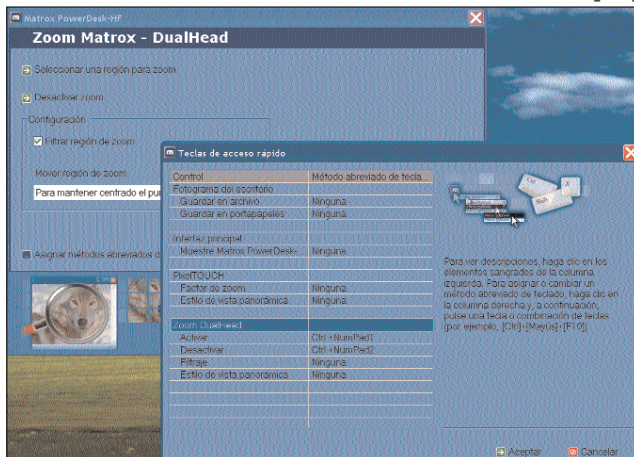 Matrox PowerDesk-HF
Zoom Matrox - DualHead
Seleccionar una región para zoom
Desactivar zoom
Configuración
Filtrar región de zoom
Mover región de zoom:
Para mantener centrado el pu
Asignar métodos abreviados d
Teclas de acceso rápido
Control Método abreviado de tecla...
Fotograma del escritorio
Guardar en archivo Ninguna
Guardar en portapapeles Ninguna
Interfaz principal
Muestre Matrox PowerDesk- Ninguna
PixelTOUCH
Factor de zoom Ninguna
Estilo de vista panorámica Ninguna
Zoom DualHead
Activar Ctrl+NumPad1
Desactivar Ctrl+NumPad2
Filtraje Ninguna
Estilo de vista panorámica Ninguna
Ctrl
X
Shift
Para ver descripciones, haga clic en los
elementos sangrados de la columna
izquierda. Para asignar o cambiar un
método abreviado de teclado, haga clic en
la columna derecha y, a continuación,
pulse una tecla o combinación de teclas
(por ejemplo, [Ctrl]+[Mayús]+[F10])
Aceptar Cancelar